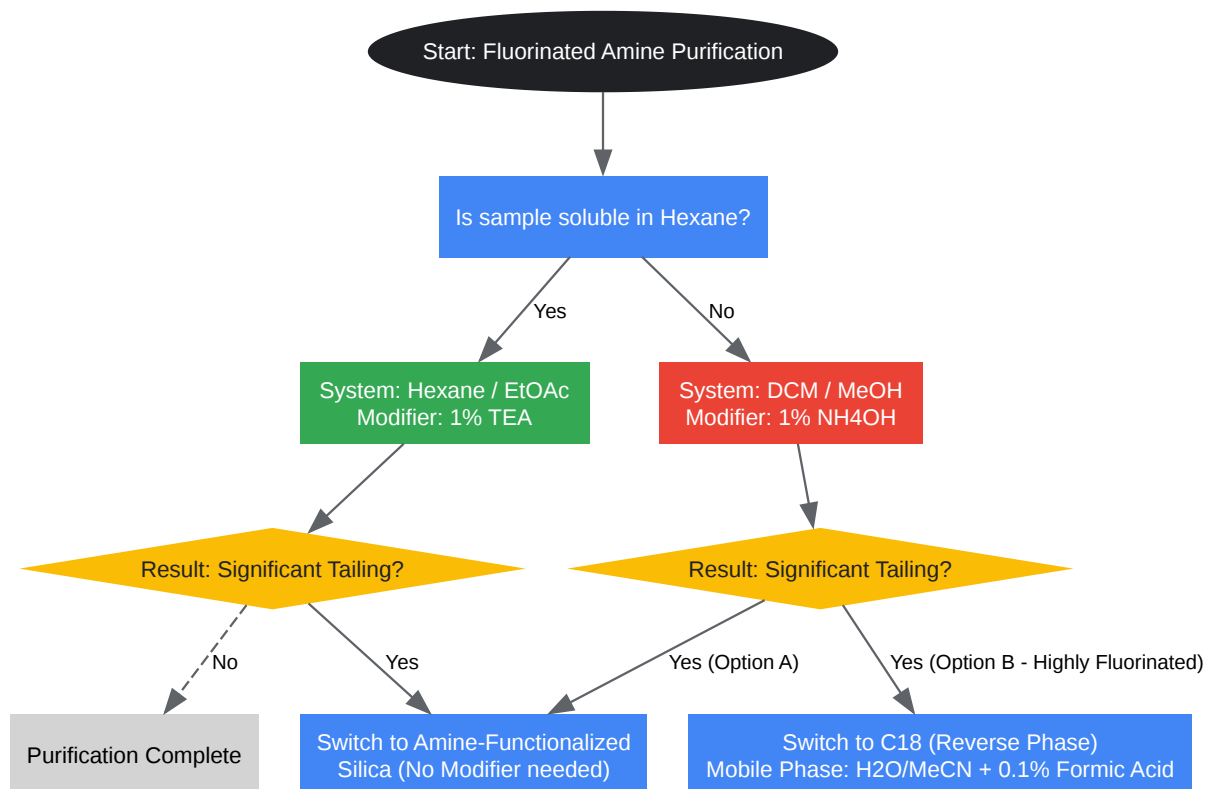 Start: Fluorinated Amine Purification
Is sample soluble in Hexane?
Yes
No
System: Hexane / EtOAc
Modifier: 1% TEA
System: DCM / MeOH
Modifier: 1% NH4OH
Result: Significant Tailing?
Result: Significant Tailing?
No
Yes
Yes (Option A)
Yes (Option B - Highly Fluorinated)
Purification Complete
Switch to Amine-Functionalized
Silica (No Modifier needed)
Switch to C18 (Reverse Phase)
Mobile Phase: H2O/MeCN + 0.1% Formic Acid